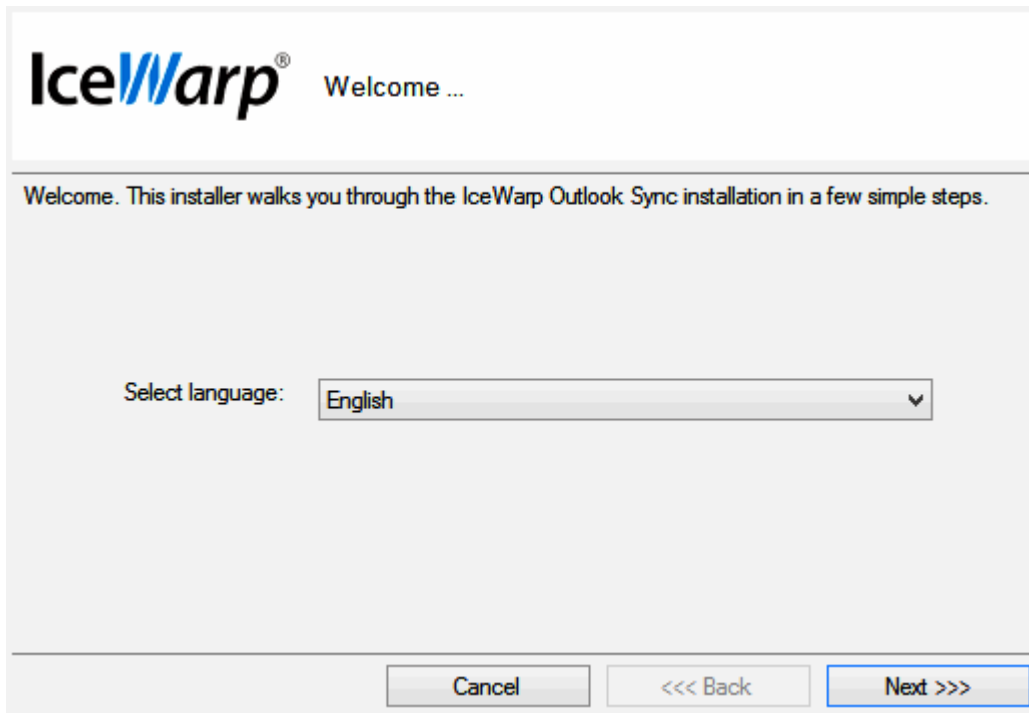 IceWarp® Welcome ...
Welcome. This installer walks you through the IceWarp Outlook Sync installation in a few simple steps.
Select language: English
Cancel <<< Back Next >>>